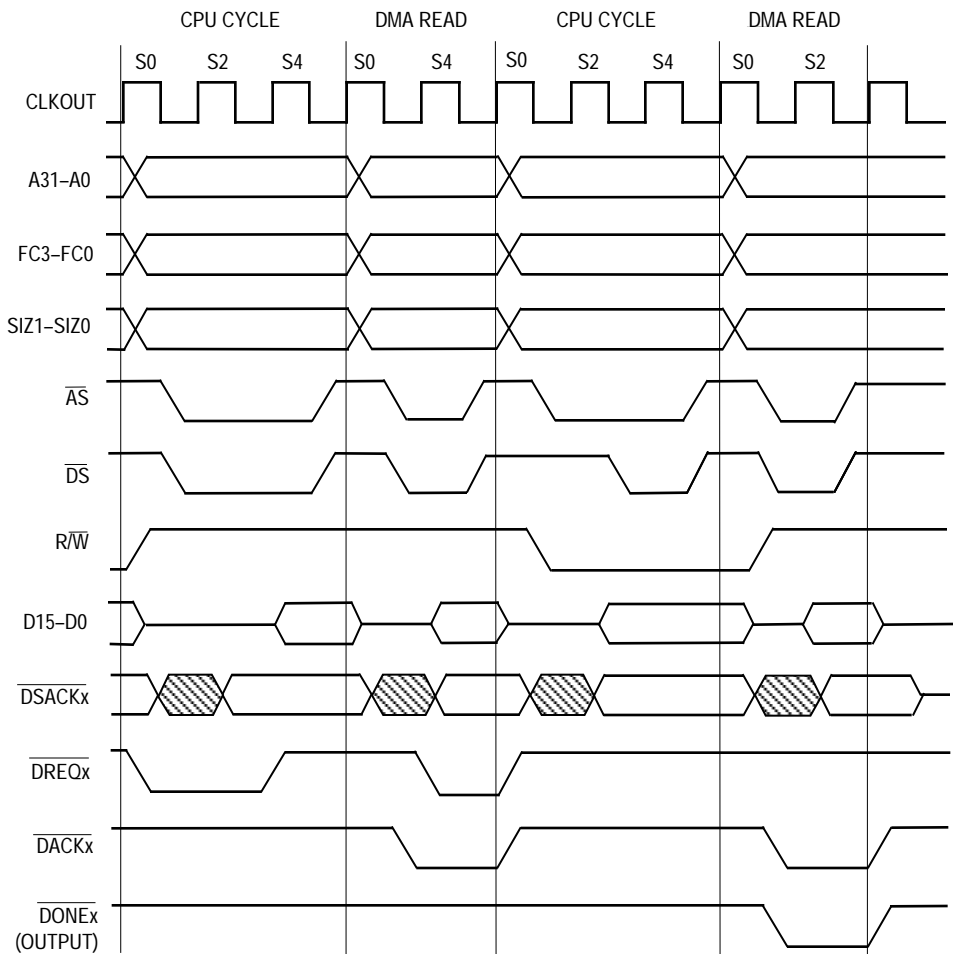 CPU CYCLE DMA READ CPU CYCLE DMA READ
S0 S2 S4 S0 S4 S0 S2 S4 S0 S2
CLKOUT
A31–A0
FC3–FC0
SIZ1–SIZ0
AS
DS
R/W
D15–D0
DSACKx
DREQx
DACKx
DONEx
(OUTPUT)